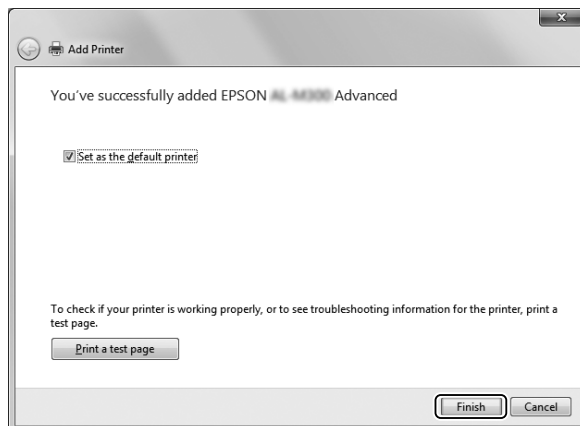 Add Printer
You've successfully added EPSON Advanced
Set as the default printer
To check if your printer is working properly, or to see troubleshooting information for the printer, print a
test page.
Print a test page
Finish
Cancel